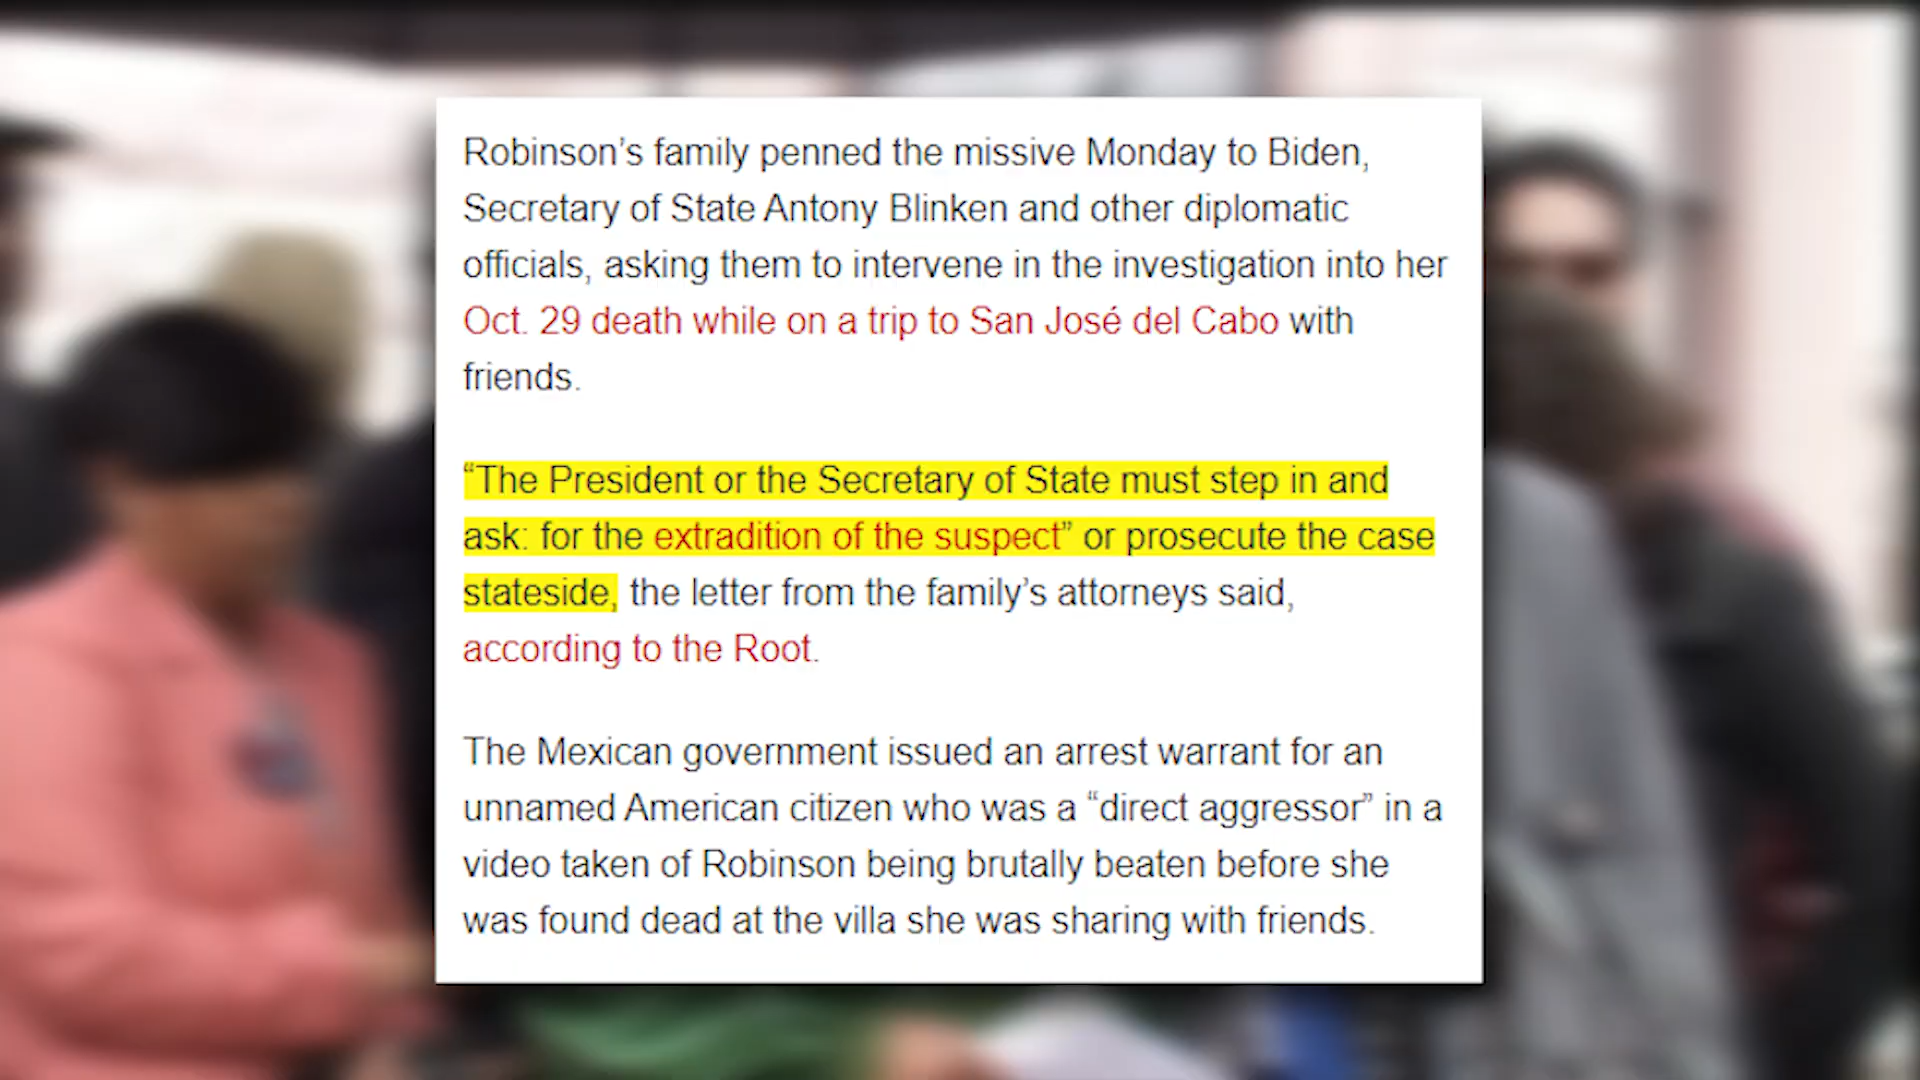 Robinson’s family penned the missive Monday to Biden,
Secretary of State Antony Blinken and other diplomatic
officials, asking them to intervene in the investigation into her
Oct. 29 death while on a trip to San José del Cabo with
friends.
“The President or the Secretary of State must step in and
ask: for the extradition of the suspect” or prosecute the case
stateside, the letter from the family’s attorneys said,
according to the Root.
The Mexican government issued an arrest warrant for an
unnamed American citizen who was a “direct aggressor” in a
video taken of Robinson being brutally beaten before she
was found dead at the villa she was sharing with friends.